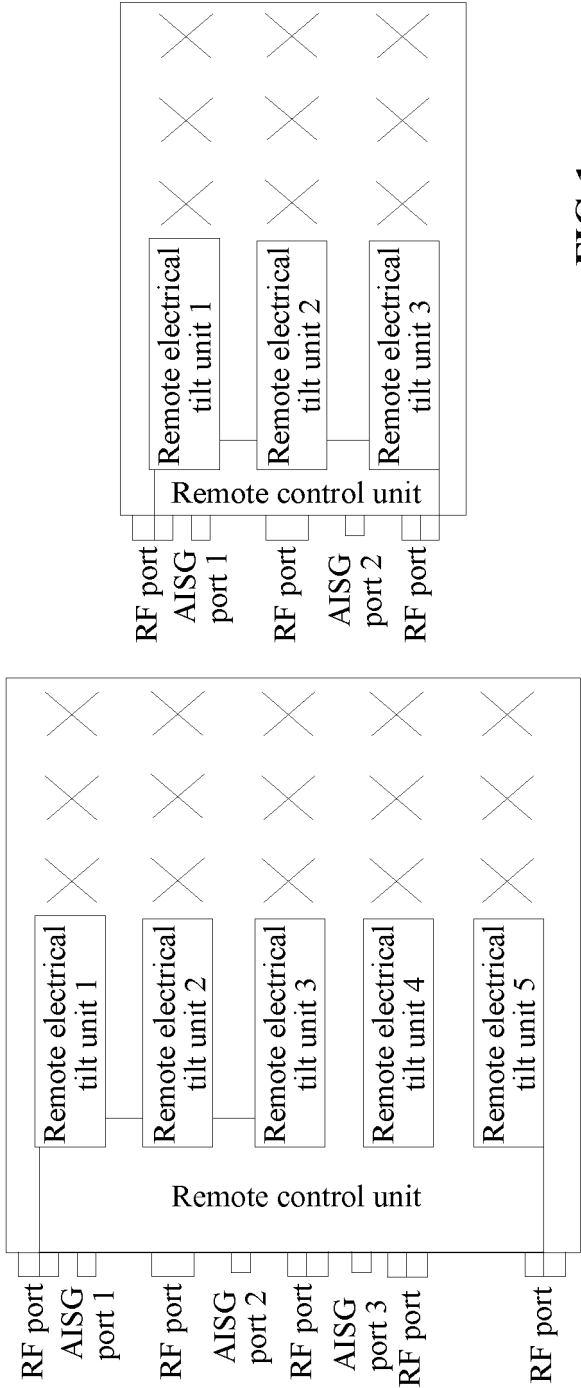 Remote electrical
tilt unit 1
Remote electrical
tilt unit 2
Remote electrical
tilt unit 3
Remote control unit
RF port
AISG
port 1
RF port
AISG
port 2
RF port
Remote electrical
tilt unit 1
Remote electrical
tilt unit 2
Remote electrical
tilt unit 3
Remote electrical
tilt unit 4
Remote electrical
tilt unit 5
Remote control unit
RF port
AISG
port 1
RF port
AISG
port 2
RF port
AISG
port 3
RF port
RF port